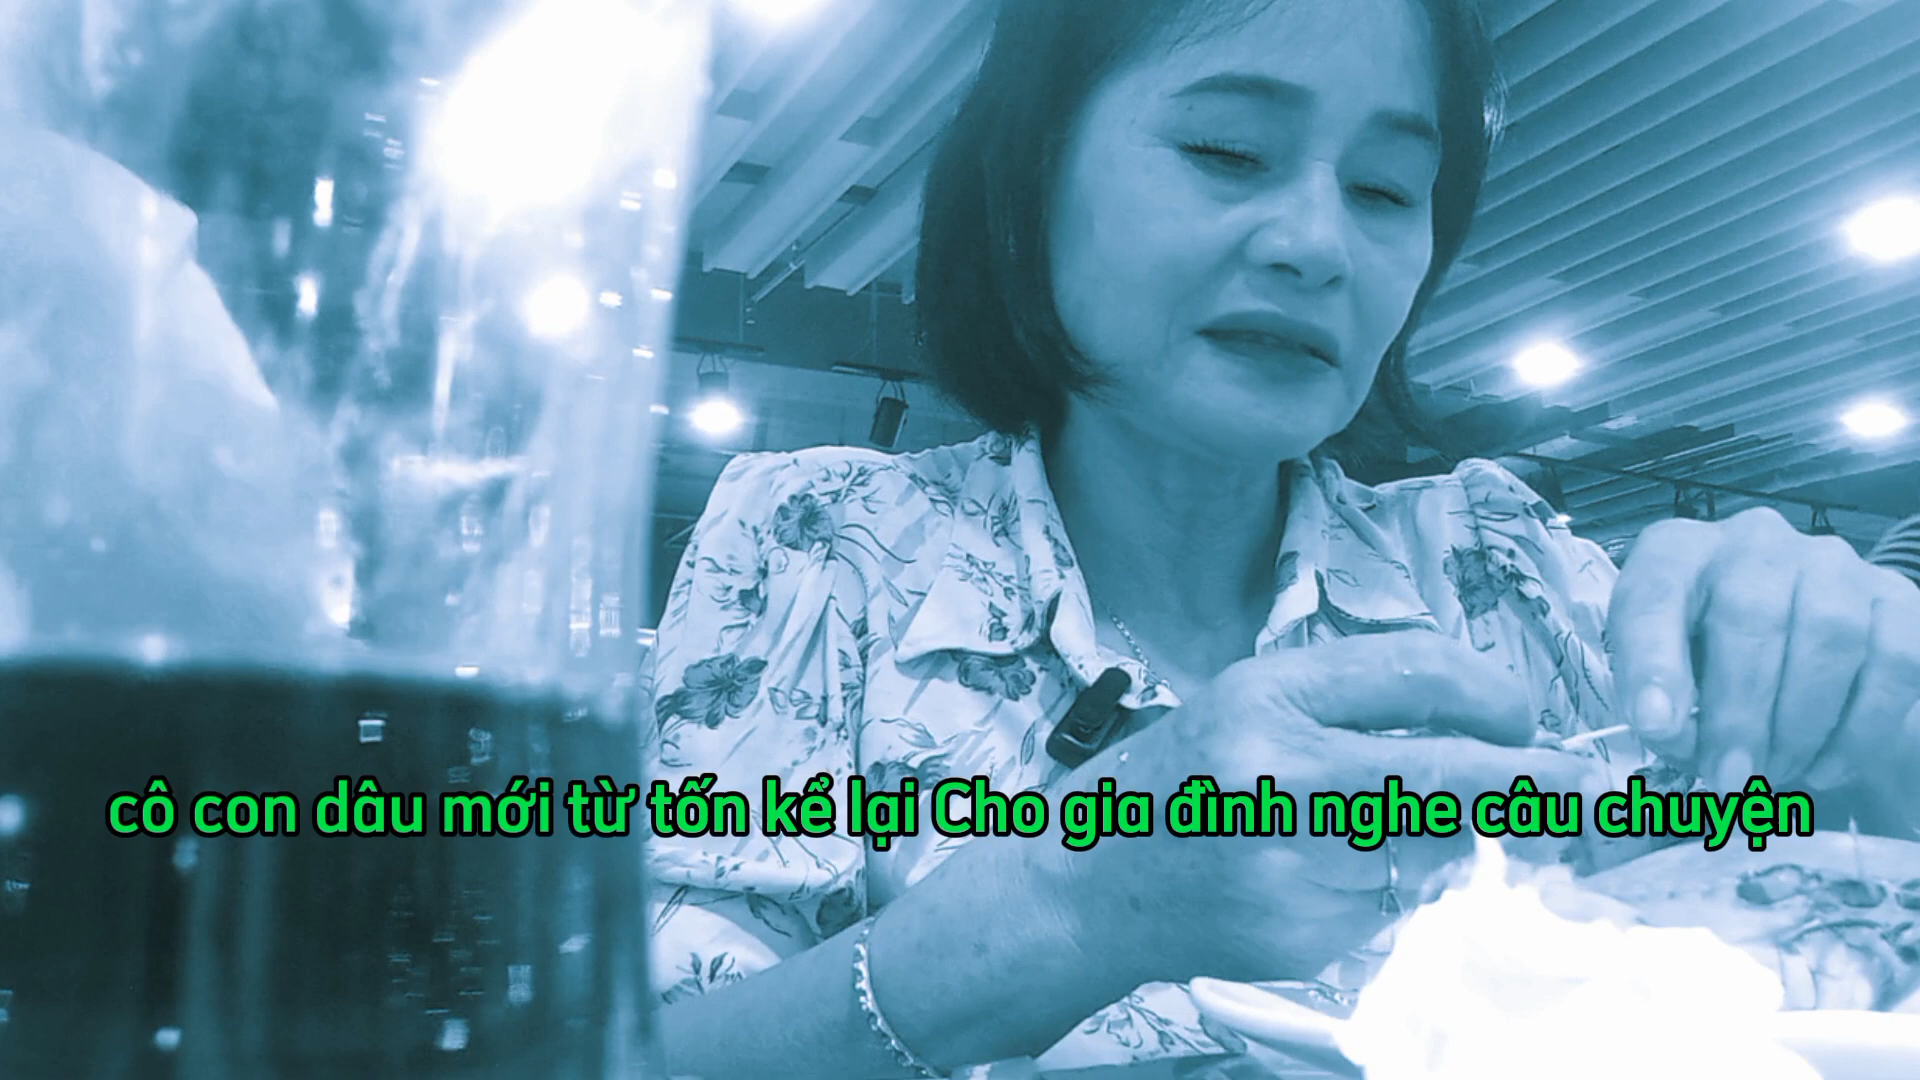 cô con dâu mới từ tốn kể lại Cho gia đình nghe câu chuyện